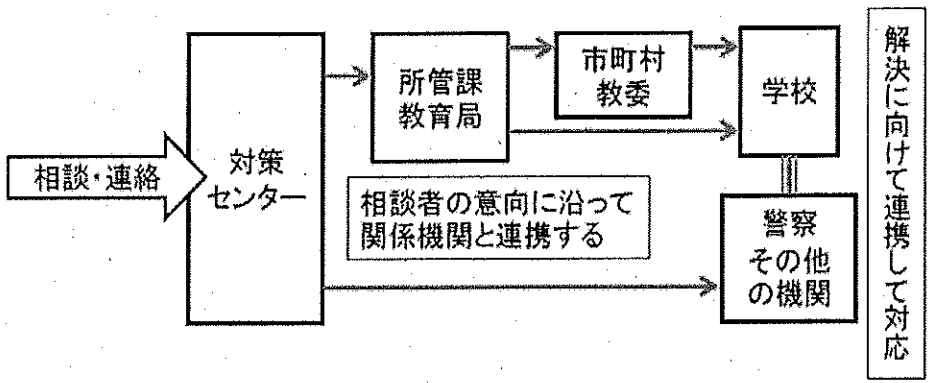 相談・連絡
対策
センター
所管課
教育局
市町村
教委
学校
相談者の意向に沿って
関係機関と連携する
警察
その他
の機関
解決に向けて連携して対応